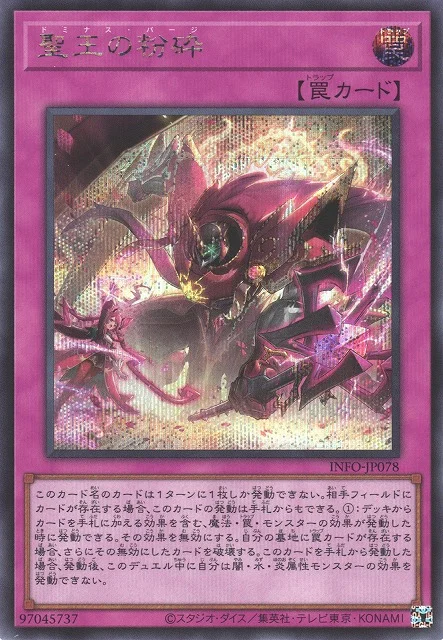 ドミナス・パージ
聖王の粉砕
トラップ
罠
トラップ
【罠カード】
INFO-JP078
このカード名のカードは1ターンに1枚しか発動できない。相手フィールドに
カードが存在する場合、このカードの発動は手札からもできる。①:デッキから
カードを手札に加える効果を含む、魔法・罠・モンスターの効果が発動した
時に発動できる。その効果を無効にする。自分の墓地に罠カードが存在する
場合、さらにその無効にしたカードを破壊する。このカードを手札から発動した
場合、発動後、このデュエル中に自分は闇・水・炎属性モンスターの効果を
発動できない。
97045737
©スタジオ・ダイス/集英社・テレビ東京・KONAMI